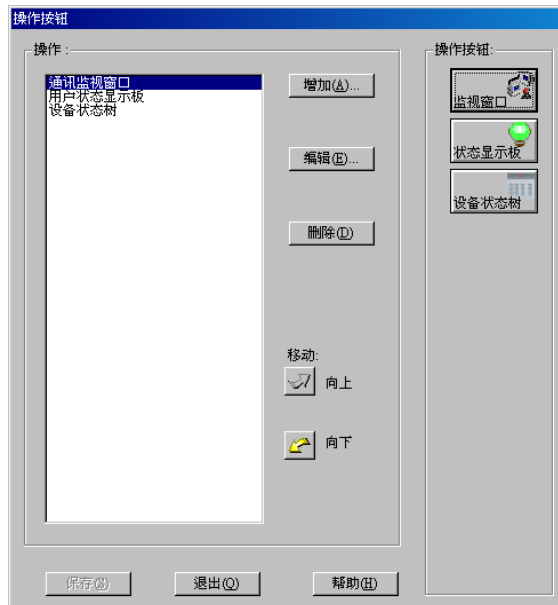 操作按钮
操作:
通讯监视窗口
用户状态显示板
设备状态树
增加(A)...
编辑(E)...
删除(D)
移动:
向上
向下
操作按钮:
监视窗口
状态显示板
设备状态树
保存(S)
退出(Q)
帮助(H)